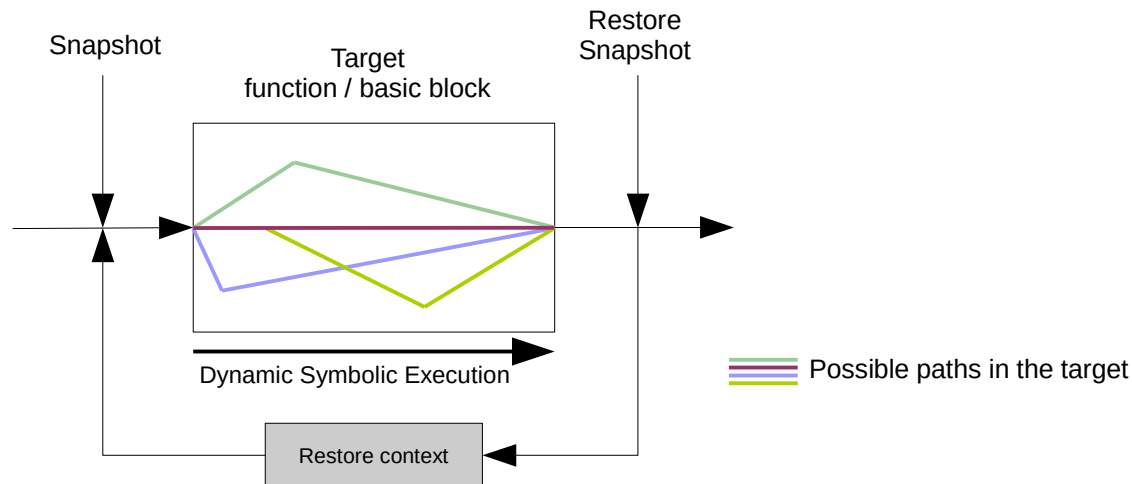 Snapshot
Target
function / basic block
Restore
Snapshot
Dynamic Symbolic Execution
Possible paths in the target
Restore context